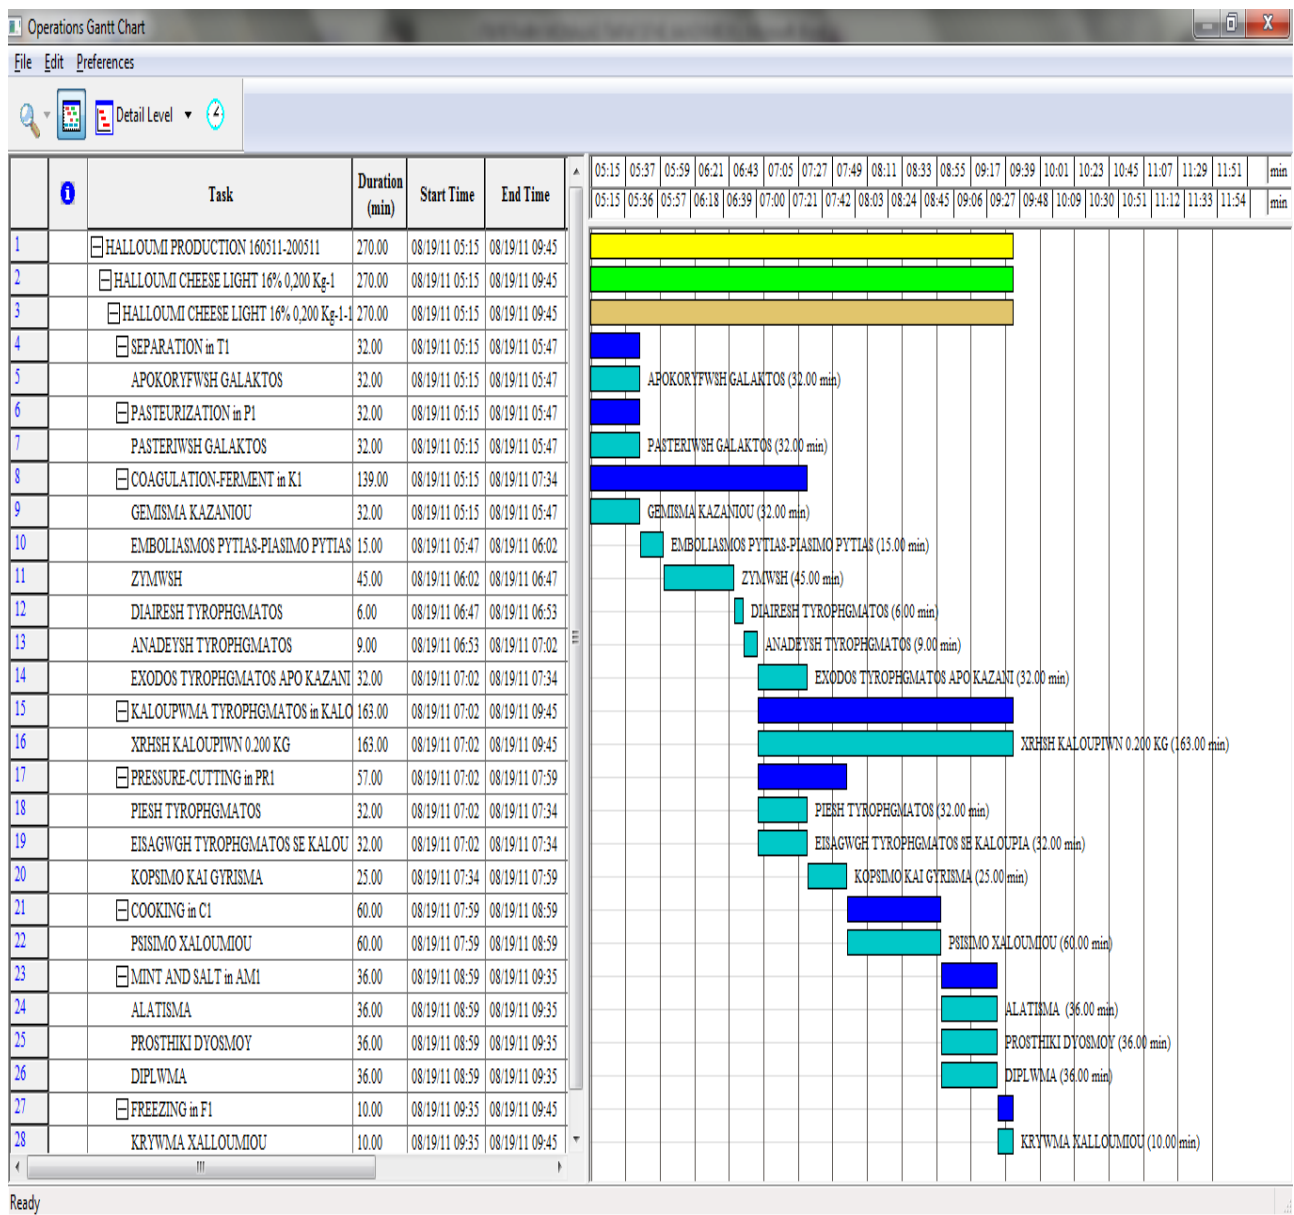 Operations Gantt Chart
File Edit Preferences
Detail Level
Task Duration (min) Start Time End Time
05:15 05:37 05:59 06:21 06:43 07:05 07:27 07:49 08:11 08:33 08:55 09:17 09:39 10:01 10:23 10:45 11:07 11:29 11:51 min
05:15 05:36 05:57 06:18 06:39 07:00 07:21 07:42 08:03 08:24 08:45 09:06 09:27 09:48 10:09 10:30 10:51 11:12 11:33 11:54 min
1 HALLOUMI PRODUCTION 160511-200511 270.00 08/19/11 05:15 08/19/11 09:45
2 HALLOUMI CHEESE LIGHT 16% 0,200 Kg-1 270.00 08/19/11 05:15 08/19/11 09:45
3 HALLOUMI CHEESE LIGHT 16% 0,200 Kg-1-1 270.00 08/19/11 05:15 08/19/11 09:45
4 SEPARATION in T1 32.00 08/19/11 05:15 08/19/11 05:47
5 APOKORYFWSH GALAKTOS 32.00 08/19/11 05:15 08/19/11 05:47 APOKORYFWSH GALAKTOS (32.00 min)
6 PASTEURIZATION in P1 32.00 08/19/11 05:15 08/19/11 05:47
7 PASTERIWSH GALAKTOS 32.00 08/19/11 05:15 08/19/11 05:47 PASTERIWSH GALAKTOS (32.00 min)
8 COAGULATION-FERMENT in K1 139.00 08/19/11 05:15 08/19/11 07:34
9 GEMISMA KAZANIOU 32.00 08/19/11 05:15 08/19/11 05:47 GEMISMA KAZANIOU (32.00 min)
10 EMBOLIASMOS PYTIAS-PIASIMO PYTIAS 15.00 08/19/11 05:47 08/19/11 06:02 EMBOLIASMOS PYTIAS-PIASIMO PYTIAS (15.00 min)
11 ZYMWSH 45.00 08/19/11 06:02 08/19/11 06:47 ZYMWSH (45.00 min)
12 DIAIRESH TYROPHGMATOS 6.00 08/19/11 06:47 08/19/11 06:53 DIAIRESH TYROPHGMATOS (6.00 min)
13 ANADEYSH TYROPHGMATOS 9.00 08/19/11 06:53 08/19/11 07:02 ANADEYSH TYROPHGMATOS (9.00 min)
14 EXODOS TYROPHGMATOS APO KAZANI 32.00 08/19/11 07:02 08/19/11 07:34 EXODOS TYROPHGMATOS APO KAZANI (32.00 min)
15 KALOUPWMA TYROPHGMATOS in KALO 163.00 08/19/11 07:02 08/19/11 09:45
16 XRHSH KALOUPIWN 0.200 KG 163.00 08/19/11 07:02 08/19/11 09:45 XRHSH KALOUPIWN 0.200 KG (163.00 min)
17 PRESSURE-CUTTING in PR1 57.00 08/19/11 07:02 08/19/11 07:59
18 PIESH TYROPHGMATOS 32.00 08/19/11 07:02 08/19/11 07:34 PIESH TYROPHGMATOS (32.00 min)
19 EISAGWGH TYROPHGMATOS SE KALOU 32.00 08/19/11 07:02 08/19/11 07:34 EISAGWGH TYROPHGMATOS SE KALOUPIA (32.00 min)
20 KOPSIMO KAI GYRISMA 25.00 08/19/11 07:34 08/19/11 07:59 KOPSIMO KAI GYRISMA (25.00 min)
21 COOKING in C1 60.00 08/19/11 07:59 08/19/11 08:59
22 PSISIMO XALOUMIOU 60.00 08/19/11 07:59 08/19/11 08:59 PSISIMO XALOUMIOU (60.00 min)
23 MINT AND SALT in AM1 36.00 08/19/11 08:59 08/19/11 09:35
24 ALATISMA 36.00 08/19/11 08:59 08/19/11 09:35 ALATISMA (36.00 min)
25 PROSTHIKI DYOSMOY 36.00 08/19/11 08:59 08/19/11 09:35 PROSTHIKI DYOSMOY (36.00 min)
26 DIPLWMA 36.00 08/19/11 08:59 08/19/11 09:35 DIPLWMA (36.00 min)
27 FREEZING in F1 10.00 08/19/11 09:35 08/19/11 09:45
28 KRYWMA XALLOUMIOU 10.00 08/19/11 09:35 08/19/11 09:45 KRYWMA XALLOUMIOU (10.00 min)
Ready